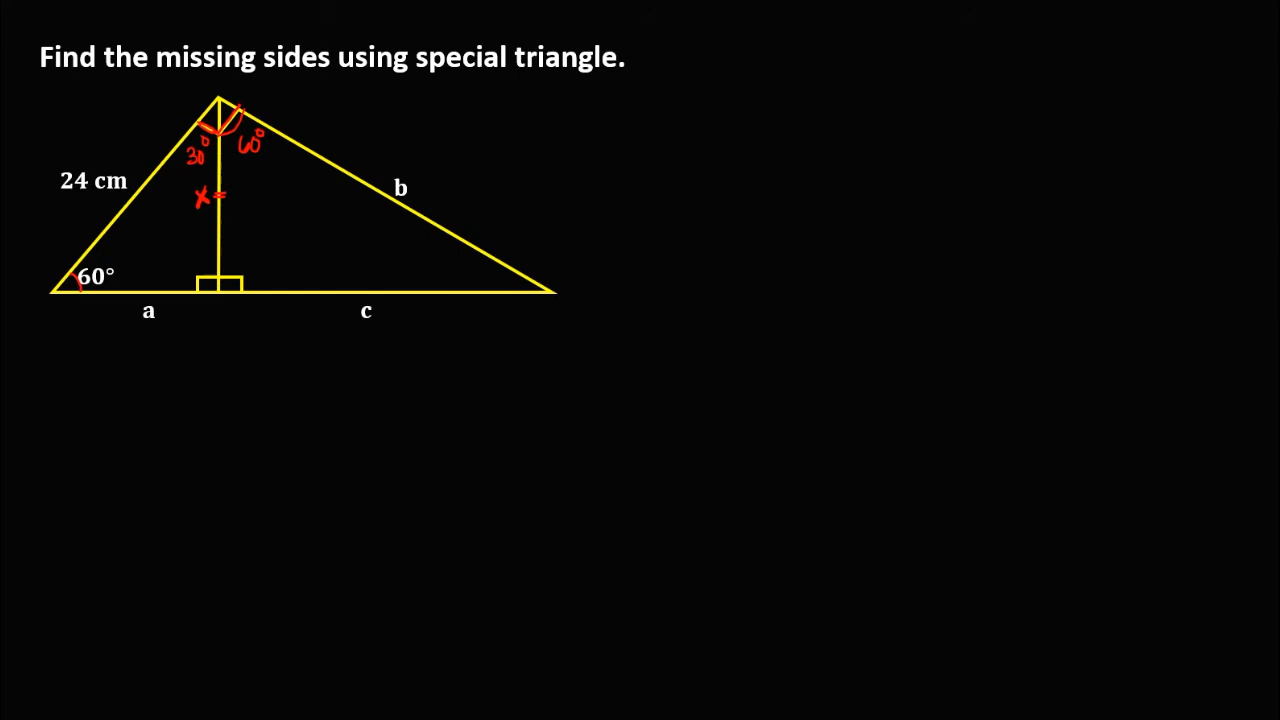 Find the missing sides using special triangle.
60°
30°
24 cm
b
x =
60°
a
c